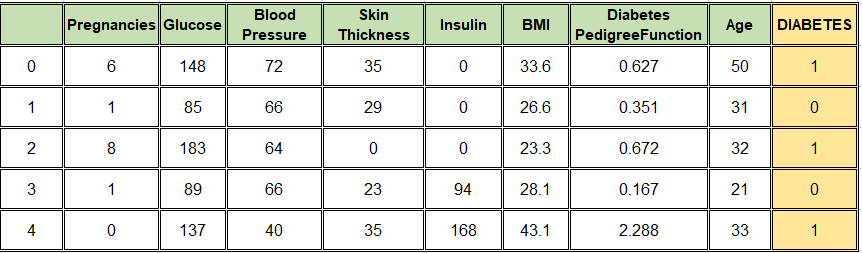 Pregnancies Glucose Blood Pressure Skin Thickness Insulin BMI Diabetes PedigreeFunction Age DIABETES
0 6 148 72 35 0 33.6 0.627 50 1
1 1 85 66 29 0 26.6 0.351 31 0
2 8 183 64 0 0 23.3 0.672 32 1
3 1 89 66 23 94 28.1 0.167 21 0
4 0 137 40 35 168 43.1 2.288 33 1